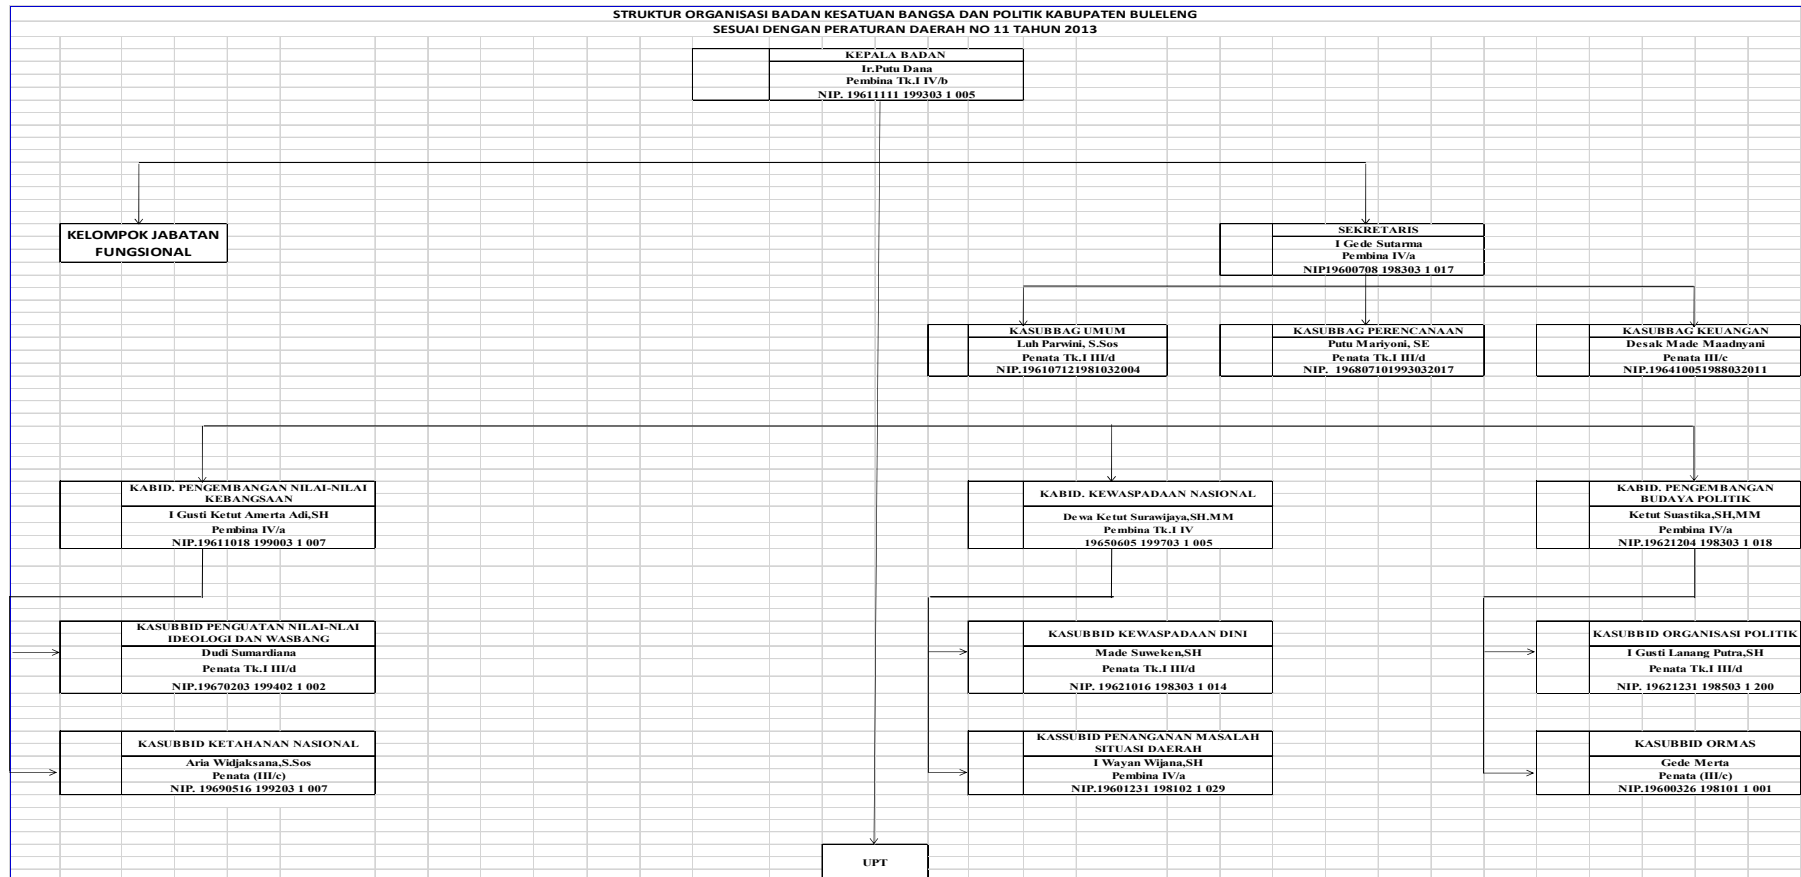 STRUKTUR ORGANISASI BADAN KESATUAN BANGSA DAN POLITIK KABUPATEN BULELENG
SESUAI DENGAN PERATURAN DAERAH NO 11 TAHUN 2013
KEPALA BADAN
Ir.Putu Dana
Pembina Tk.I IV/b
NIP. 19611111 199303 1 005
KELOMPOK JABATAN
FUNGSIONAL
SEKRETARIS
I Gede Sutarma
Pembina IV/a
NIP19600708 198303 1 017
KASUBBAG UMUM
Luh Parwini, S.Sos
Penata Tk.I III/d
NIP.196107121981032004
KASUBBAG PERENCANAAN
Putu Mariyoni, SE
Penata Tk.I III/d
NIP. 196807101993032017
KASUBBAG KEUANGAN
Desak Made Maadnyani
Penata III/c
NIP.196410051988032011
KABID. PENGEMBANGAN NILAI-NILAI
KEBANGSAAN
I Gusti Ketut Amerta Adi,SH
Pembina IV/a
NIP.19611018 199003 1 007
KABID. KEWASPADAAN NASIONAL
Dewa Ketut Surawijaya,SH.MM
Pembina Tk.I IV
19650605 199703 1 005
KABID. PENGEMBANGAN
BUDAYA POLITIK
Ketut Suastika,SH,MM
Pembina IV/a
NIP.19621204 198303 1 018
KASUBBID PENGUATAN NILAI-NLAI
IDEOLOGI DAN WASBANG
Dudi Sumardiana
Penata Tk.I III/d
NIP.19670203 199402 1 002
KASUBBID KEWASPADAAN DINI
Made Suweken,SH
Penata Tk.I III/d
NIP. 19621016 198303 1 014
KASUBBID ORGANISASI POLITIK
I Gusti Lanang Putra,SH
Penata Tk.I III/d
NIP. 19621231 198503 1 200
KASUBBID KETAHANAN NASIONAL
Aria Widjaksana,S.Sos
Penata (III/c)
NIP. 19690516 199203 1 007
KASSUBID PENANGANAN MASALAH
SITUASI DAERAH
I Wayan Wijana,SH
Pembina IV/a
NIP.19601231 198102 1 029
KASUBBID ORMAS
Gede Merta
Penata (III/c)
NIP.19600326 198101 1 001
UPT